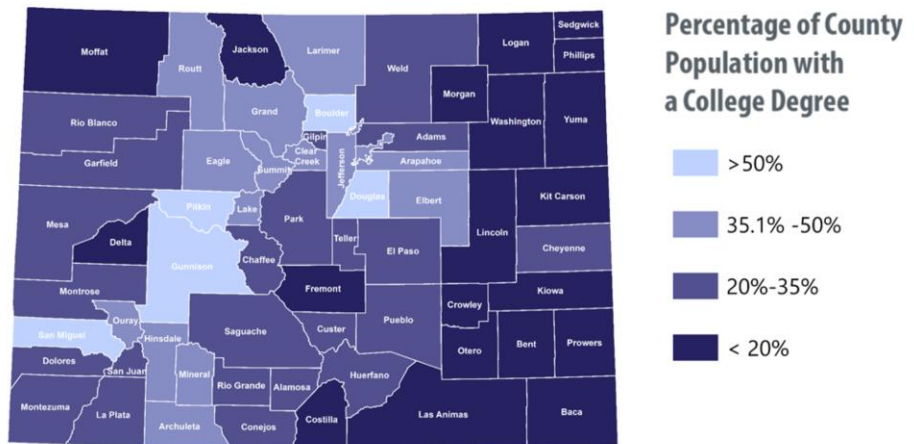 Percentage of County
Population with
a College Degree
>50%
35.1% -50%
20%-35%
< 20%
Moffat
Routt
Jackson
Larimer
Weld
Logan
Sedgwick
Phillips
Morgan
Washington
Yuma
Rio Blanco
Grand
Boulder
Gilpin
Adams
Garfield
Eagle
Clear
Creek
Summit
Jefferson
Arapahoe
Pitkin
Lake
Park
Douglas
Elbert
Lincoln
Kit Carson
Mesa
Delta
Gunnison
Chaffee
Teller
El Paso
Cheyenne
Montrose
Fremont
Crowley
Kiowa
Ouray
San Miguel
Hinsdale
Saguache
Custer
Pueblo
Otero
Bent
Prowers
Dolores
San Juan
Mineral
Rio Grande
Alamosa
Huerfano
Montezuma
La Plata
Archuleta
Conejos
Costilla
Las Animas
Baca